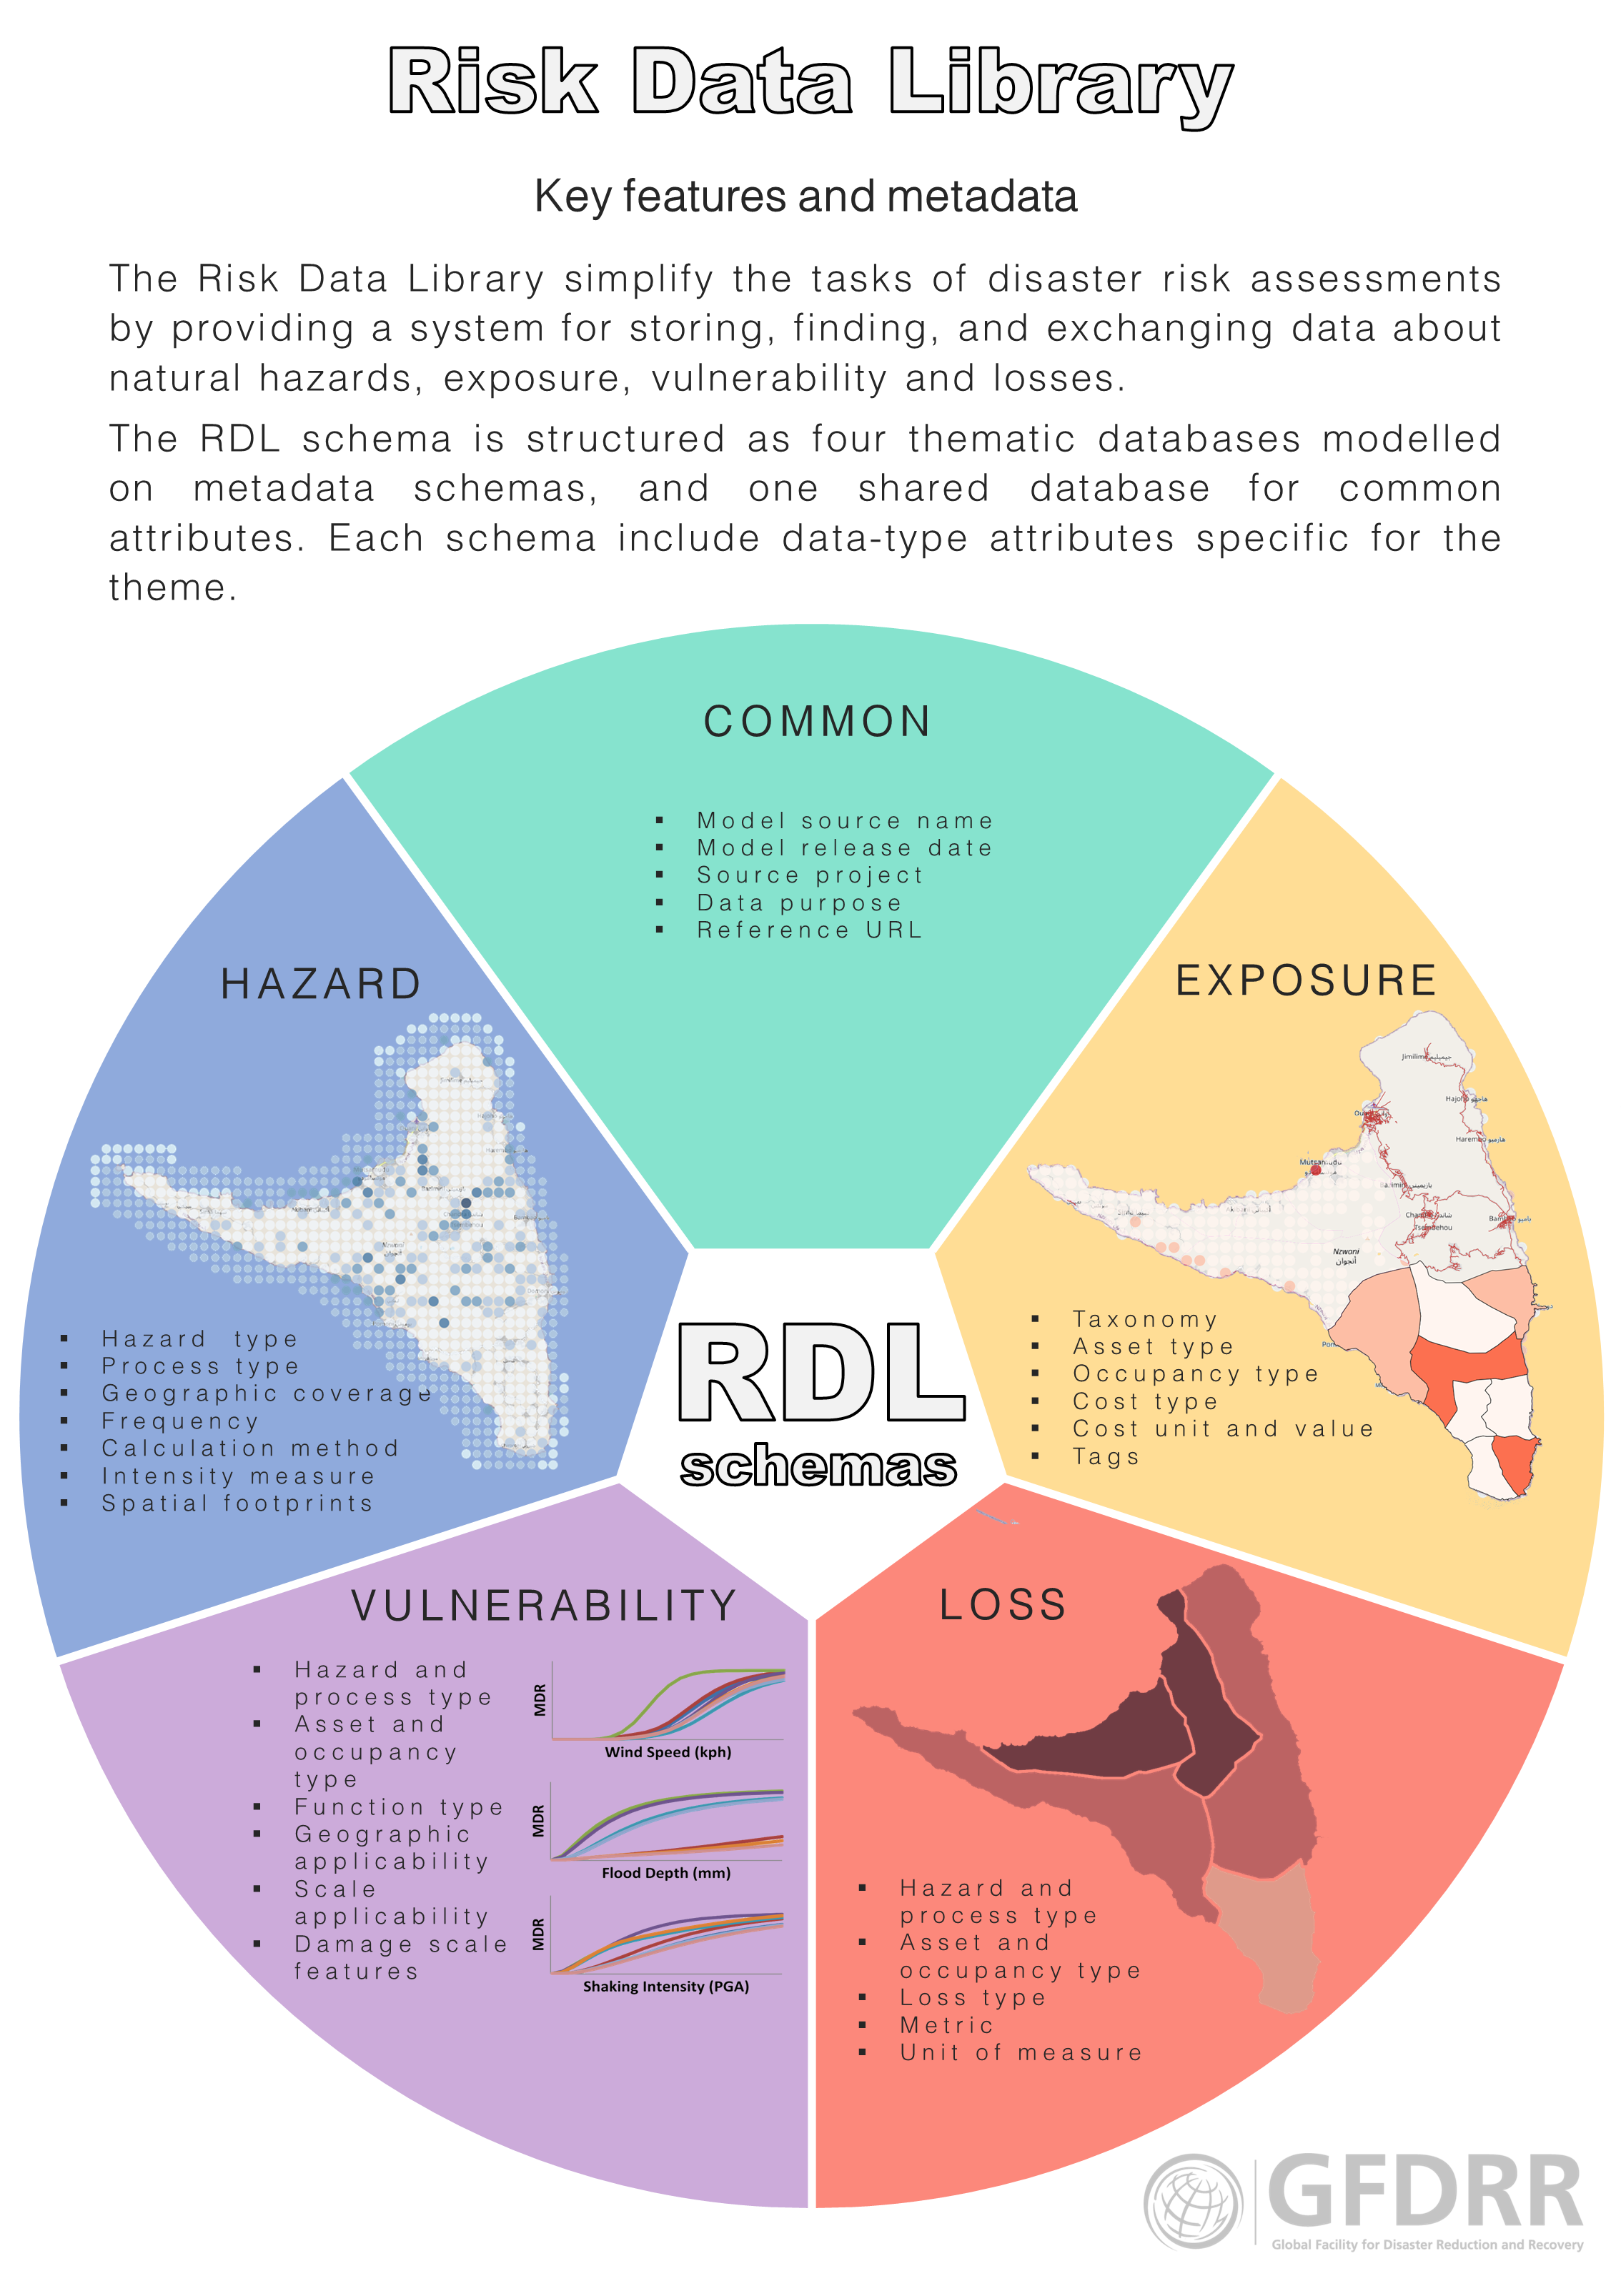 Risk Data Library
Key features and metadata
The Risk Data Library simplify the tasks of disaster risk assessments
by providing a system for storing, finding, and exchanging data about
natural hazards, exposure, vulnerability and losses.
The RDL schema is structured as four thematic databases modelled
on metadata schemas, and one shared database for common
attributes. Each schema include data-type attributes specific for the
theme.
COMMON
▪ Model source name
▪ Model release date
▪ Source project
▪ Data purpose
▪ Reference URL
HAZARD
▪ Hazard type
▪ Process type
▪ Geographic coverage
▪ Frequency
▪ Calculation method
▪ Intensity measure
▪ Spatial footprints
EXPOSURE
Jimilime
Hajoho هاجوهو
Harembo هارمبو
Nzwani
أنجوان
▪ Taxonomy
▪ Asset type
▪ Occupancy type
▪ Cost type
▪ Cost unit and value
▪ Tags
RDL
schemas
VULNERABILITY
▪ Hazard and
process type
▪ Asset and
occupancy
type
▪ Function type
▪ Geographic
applicability
▪ Scale
applicability
▪ Damage scale
features
MDR
Wind Speed (kph)
MDR
Flood Depth (mm)
MDR
Shaking Intensity (PGA)
LOSS
▪ Hazard and
process type
▪ Asset and
occupancy type
▪ Loss type
▪ Metric
▪ Unit of measure
GFDRR
Global Facility for Disaster Reduction and Recovery